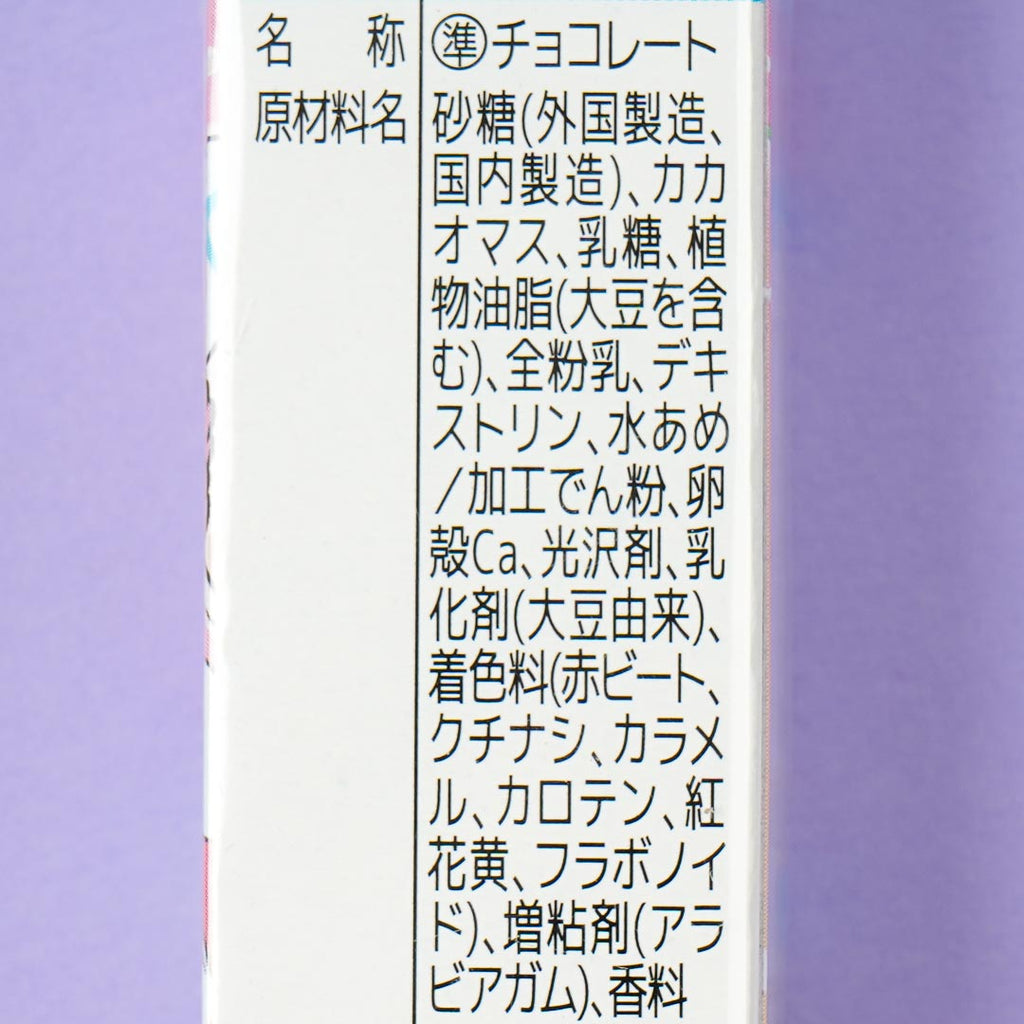 名称 ㊜チョコレート
原材料名 砂糖(外国製造、
国内製造)、カカ
オマス、乳糖、植
物油脂(大豆を含
む)、全粉乳、デキ
ストリン、水あめ
/加工でん粉、卵
殻Ca、光沢剤、乳
化剤(大豆由来)、
着色料(赤ビート、
クチナシ、カラメ
ル、カロテン、紅
花黄、フラボノイ
ド)、増粘剤(アラ
ビアガム)、香料